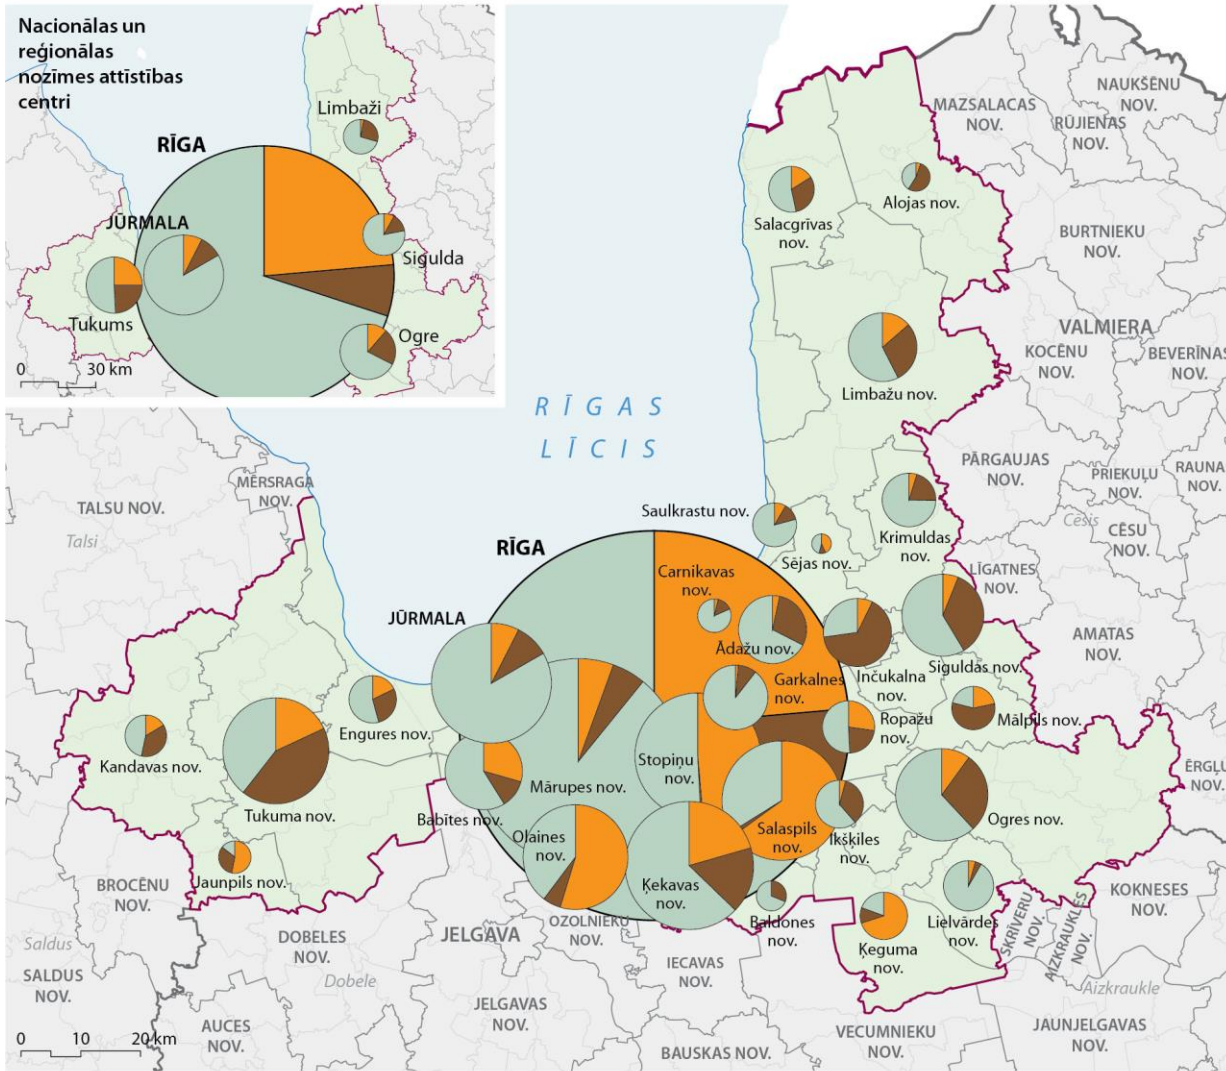 Nacionālas un
reģionālas
nozīmes attīstības
centri
Limbaži
RĪGA
JŪRMALA
Sigulda
Tukums
Ogre
0 30 km
NAUKŠĒNU
NOV.
MAZSALACAS
NOV.
RŪJIENAS
NOV.
Alojas nov.
Salacgrīvas
nov.
BURTNIEKU
NOV.
VALMIERA
KOCĒNU
NOV.
BEVERĪNAS
NOV.
Limbažu nov.
RĪGAS
LĪCIS
PĀRGAUJAS
NOV.
PRIEKUĻU
NOV.
RAUNA
NOV.
MĒRSRAGA
NOV.
TALSU NOV.
Talsi
Saulkrastu nov.
Krimuldas
nov.
Cēsis
CĒSU
NOV.
RĪGA
Sējas nov.
Carnikavas
nov.
LĪGATNES
NOV.
JŪRMALA
Ādažu nov.
Inčukalna
nov.
Siguldas nov.
AMATAS
NOV.
Garkalnes
nov.
Ropažu
nov.
Mālpils nov.
Engures nov.
Kandavas nov.
Stopiņu
nov.
Mārupes nov.
Tukuma nov.
Babītes nov.
Olaines
nov.
Salaspils
nov.
Ikšķiles
nov.
Ogres nov.
ĒRGĻU
NOV.
Jaunpils nov.
Ķekavas
nov.
Baldones
nov.
Lielvārdes
nov.
Ķeguma
nov.
BROCĒNU
NOV.
KOKNESES
NOV.
SKRĪVERU
NOV.
AIZKRAUKLES
NOV.
Saldus
SALDUS
NOV.
DOBELES
NOV.
Dobele
JELGAVA
OZOLNIEKU
NOV.
IECAVAS
NOV.
Aizkraukle
JELGAVAS
NOV.
AUCES
NOV.
VECUMNIEKU
NOV.
JAUNJELGAVAS
NOV.
BAUSKAS NOV.
0 10 20 km